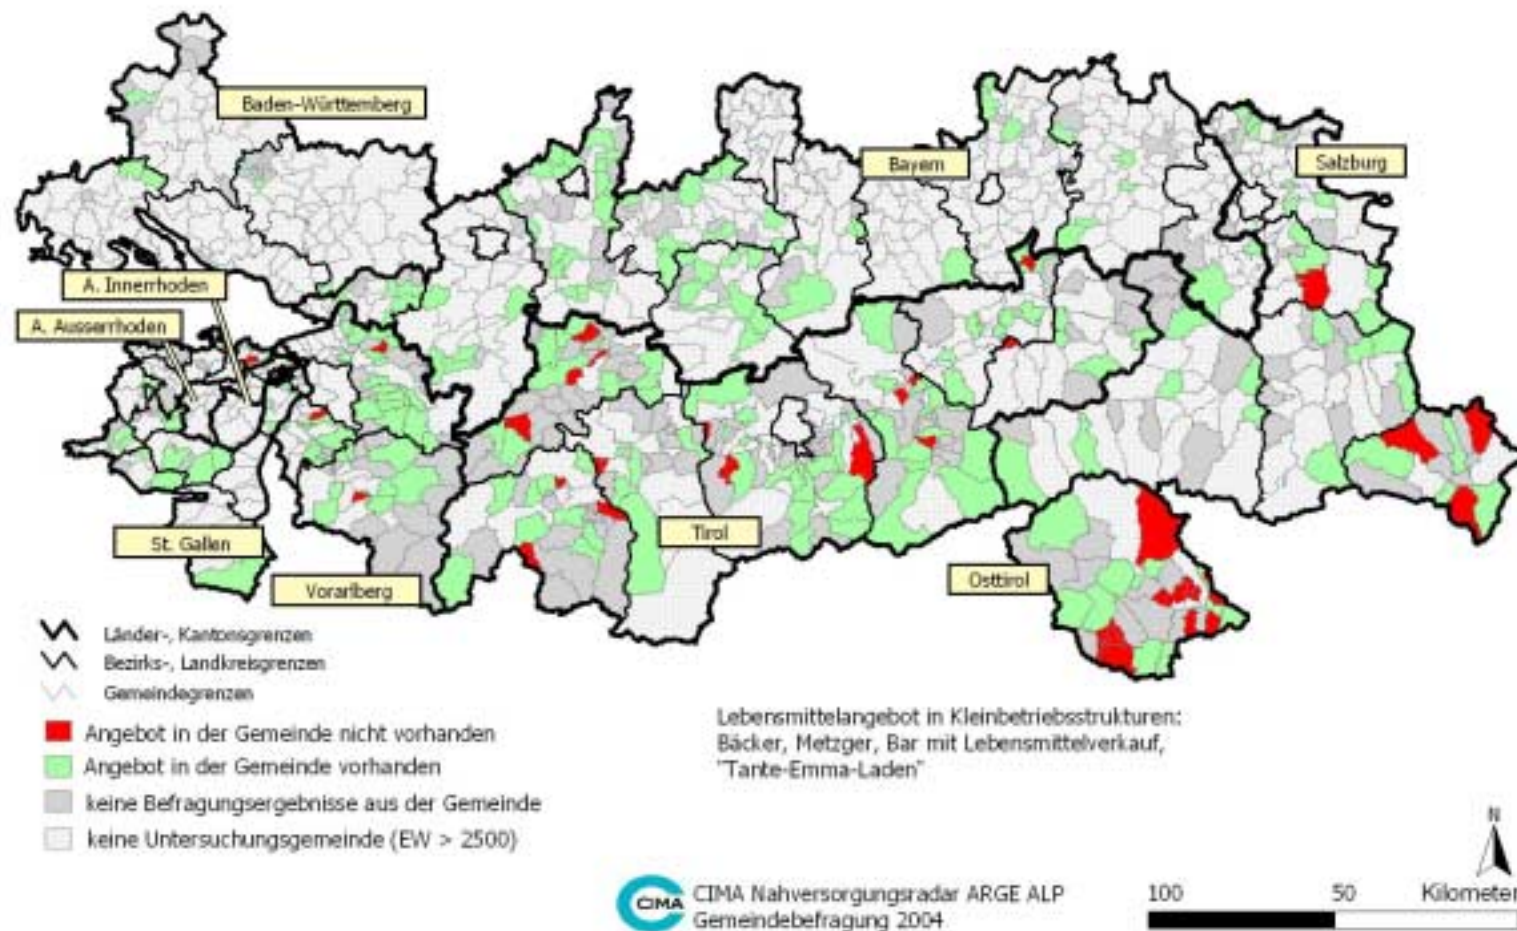 Baden-Württemberg
Bayern
Salzburg
A. Innerrhoden
A. Ausserrhoden
St. Gallen
Vorarlberg
Tirol
Osttirol
Länder-, Kantonsgrenzen
Bezirks-, Landkreisgrenzen
Gemeindegrenzen
Angebot in der Gemeinde nicht vorhanden
Angebot in der Gemeinde vorhanden
keine Befragungsergebnisse aus der Gemeinde
keine Untersuchungsgemeinde (EW > 2500)
Lebensmittelangebot in Kleinbetriebsstrukturen:
Bäcker, Metzger, Bar mit Lebensmittelverkauf,
"Tante-Emma-Laden"
N
CIMA
CIMA Nahversorgungsradar ARGE ALP
Gemeindebefragung 2004
100 50 Kilometer